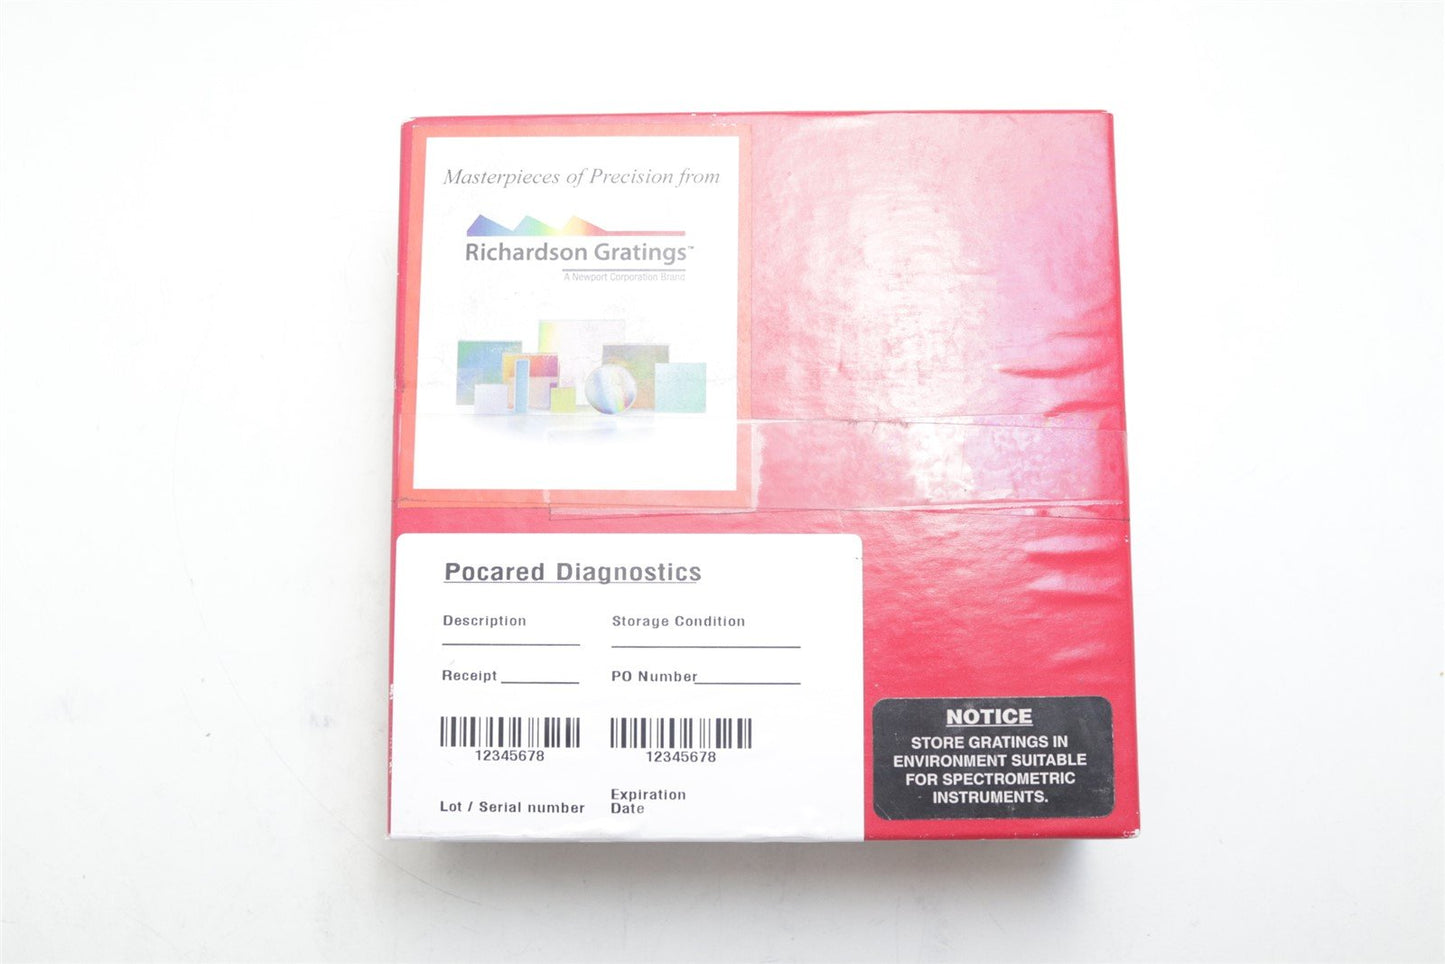 Masterpieces of Precision from
Richardson Gratings™
A Newport Corporation Brand
Pocared Diagnostics
Description
Storage Condition
Receipt
PO Number
12345678
12345678
Lot / Serial number
Expiration
Date
NOTICE
STORE GRATINGS IN
ENVIRONMENT SUITABLE
FOR SPECTROMETRIC
INSTRUMENTS.